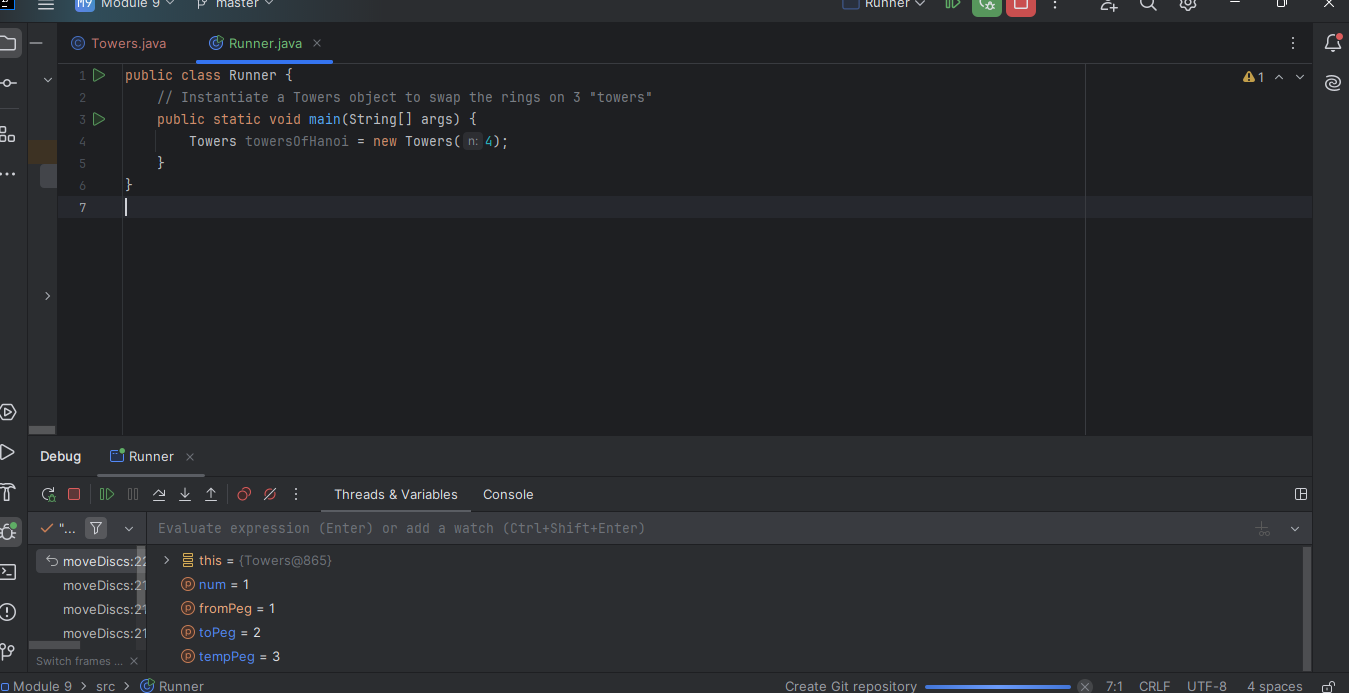 M9 Module 9 master Runner
Towers.java Runner.java
1 public class Runner {
2 // Instantiate a Towers object to swap the rings on 3 "towers"
3 public static void main(String[] args) {
4 Towers towersOfHanoi = new Towers( n: 4);
5 }
6 }
7
1
Debug Runner
Threads & Variables Console
"... Evaluate expression (Enter) or add a watch (Ctrl+Shift+Enter)
moveDiscs:22 this = {Towers@865}
moveDiscs:21 num = 1
moveDiscs:21 fromPeg = 1
moveDiscs:21 toPeg = 2
Switch frames ... tempPeg = 3
Module 9 > src > Runner Create Git repository 7:1 CRLF UTF-8 4 spaces